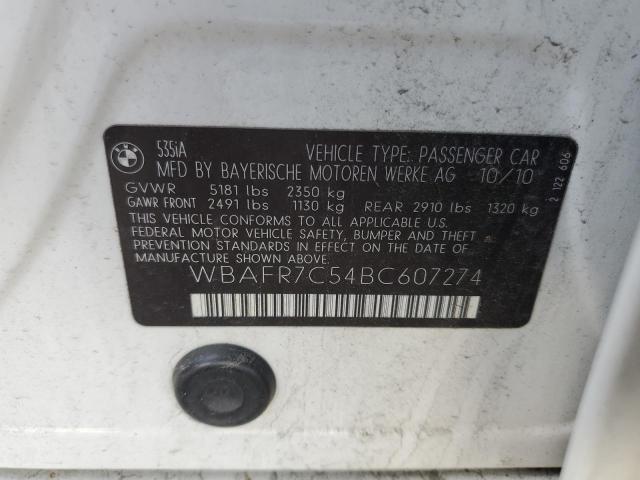 BMW
535iA
VEHICLE TYPE: PASSENGER CAR
MFD BY BAYERISCHE MOTOREN WERKE AG 10/10
GVWR 5181 lbs 2350 kg
GAWR FRONT 2491 lbs 1130 kg REAR 2910 lbs 1320 kg
THIS VEHICLE CONFORMS TO ALL APPLICABLE U.S.
FEDERAL MOTOR VEHICLE SAFETY, BUMPER AND THEFT
PREVENTION STANDARDS IN EFFECT ON THE DATE OF
MANUFACTURE SHOWN ABOVE.
WBAFR7C54BC607274
2 122 606